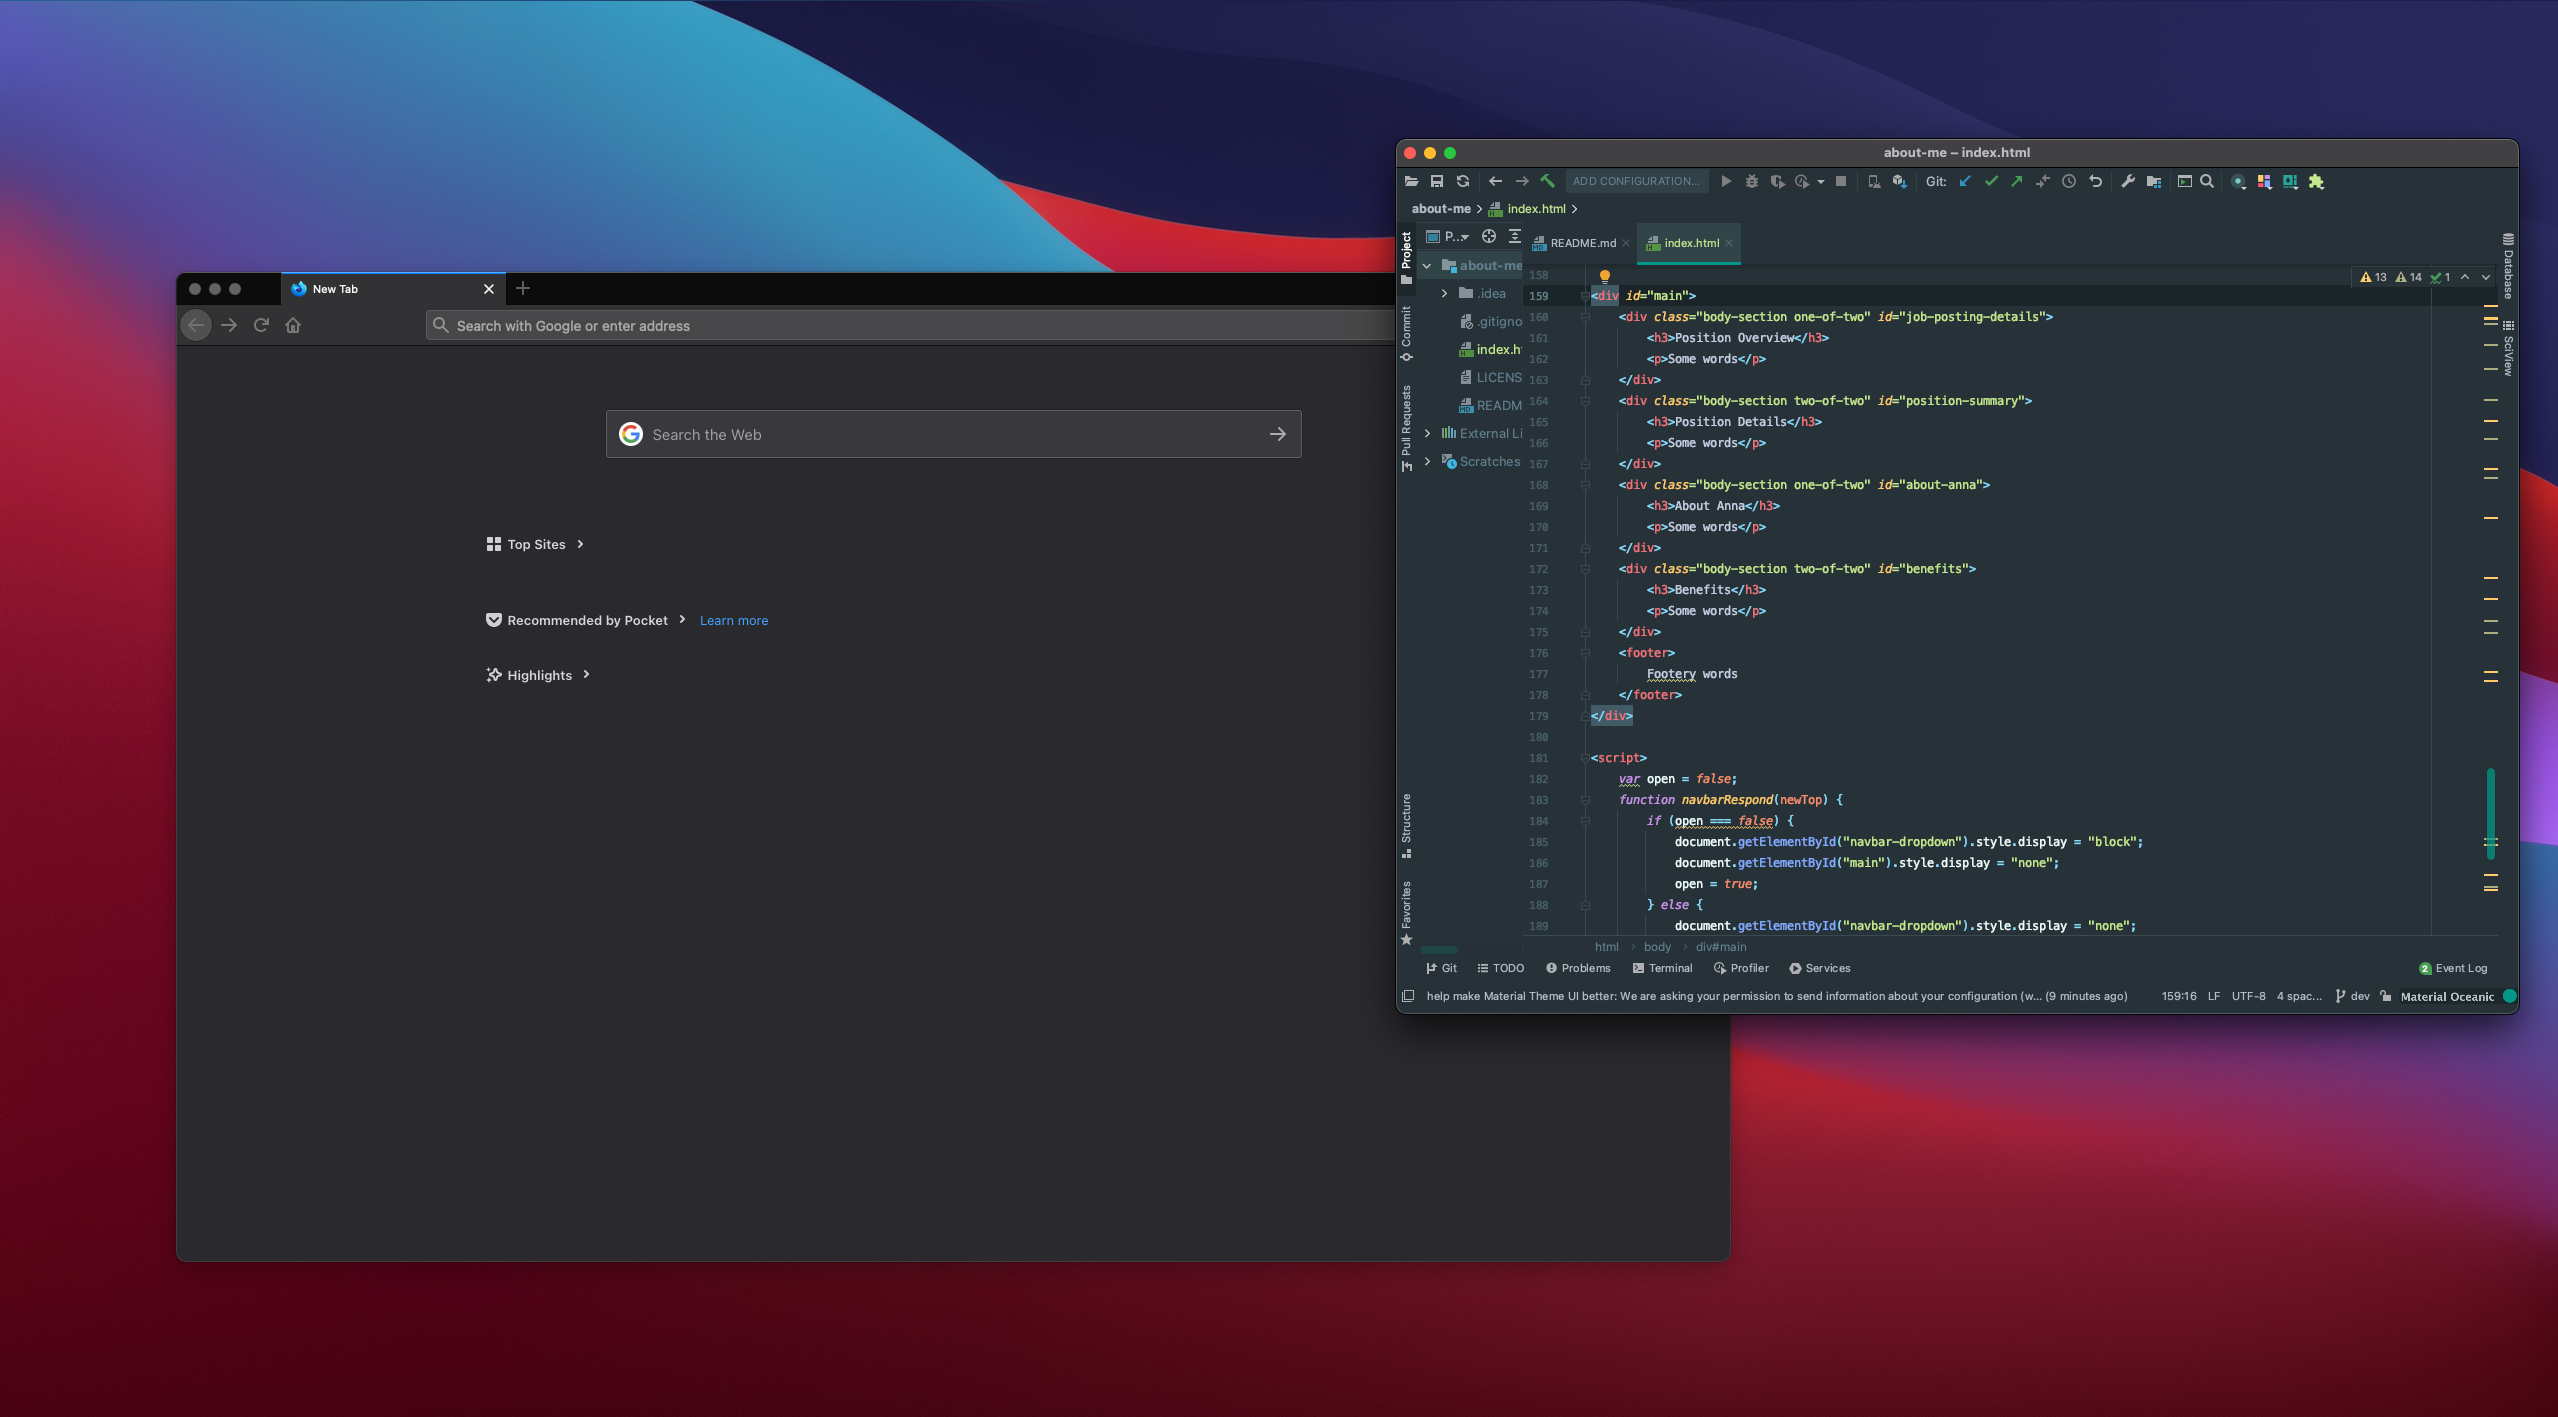 New Tab
Search with Google or enter address
Search the Web
Top Sites
Recommended by Pocket Learn more
Highlights
about-me – index.html
ADD CONFIGURATION... Git:
about-me index.html
Project
Commit
Pull Requests
Structure
Favorites
P...
about-me
.idea
.gitigno
index.h
LICENS
READM
External Li
Scratches
README.md index.html
13 14 1
158
159 <div id="main">
160 <div class="body-section one-of-two" id="job-posting-details">
161 <h3>Position Overview</h3>
162 <p>Some words</p>
163 </div>
164 <div class="body-section two-of-two" id="position-summary">
165 <h3>Position Details</h3>
166 <p>Some words</p>
167 </div>
168 <div class="body-section one-of-two" id="about-anna">
169 <h3>About Anna</h3>
170 <p>Some words</p>
171 </div>
172 <div class="body-section two-of-two" id="benefits">
173 <h3>Benefits</h3>
174 <p>Some words</p>
175 </div>
176 <footer>
177 Footery words
178 </footer>
179 </div>
180
181 <script>
182 var open = false;
183 function navbarRespond(newTop) {
184 if (open === false) {
185 document.getElementById("navbar-dropdown").style.display = "block";
186 document.getElementById("main").style.display = "none";
187 open = true;
188 } else {
189 document.getElementById("navbar-dropdown").style.display = "none";
html body div#main
Database
SciView
Git TODO Problems Terminal Profiler Services 2 Event Log
help make Material Theme UI better: We are asking your permission to send information about your configuration (w... (9 minutes ago) 159:16 LF UTF-8 4 spac... dev Material Oceanic